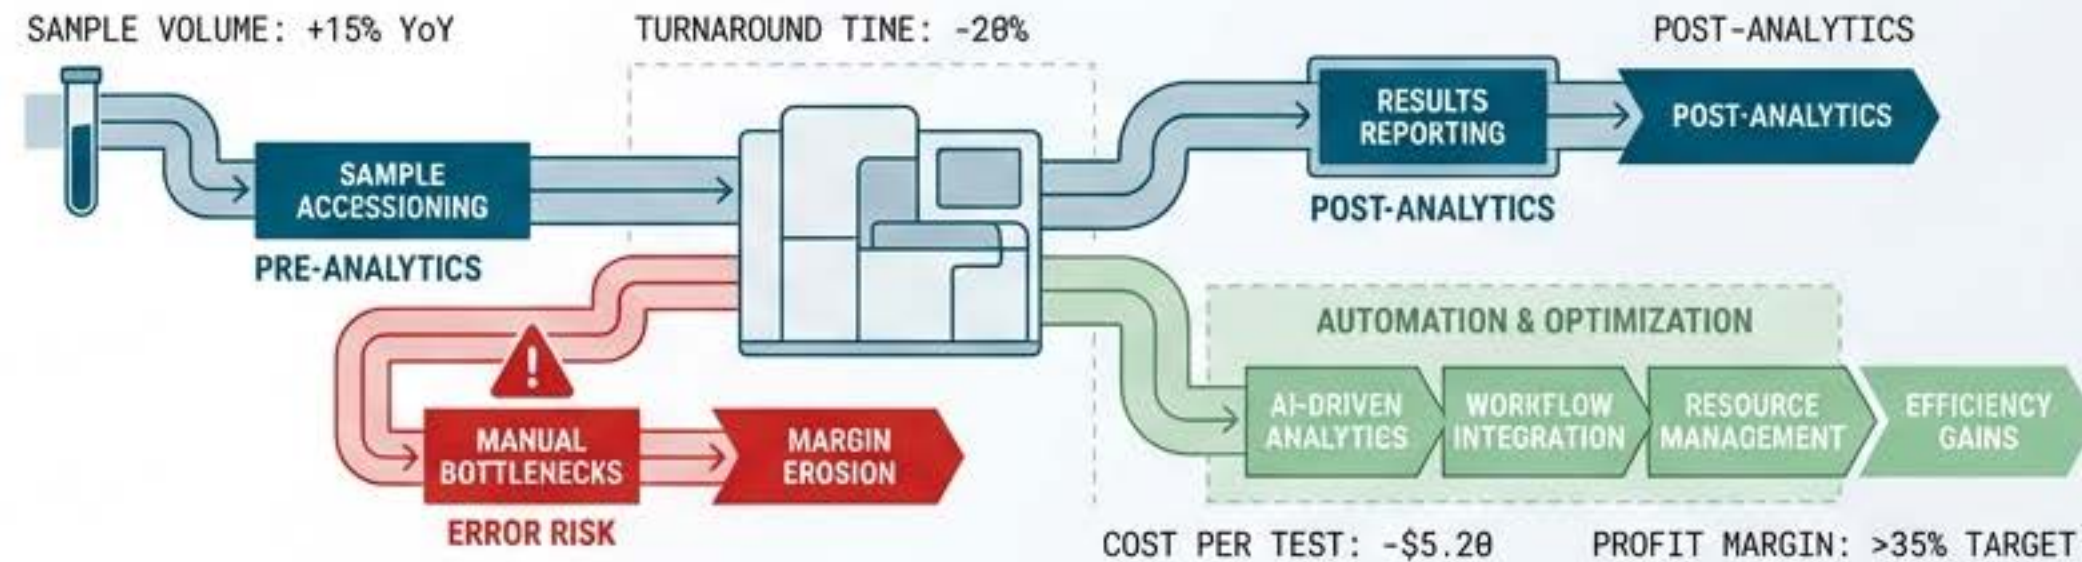 SANPLE VOLUME: +15% YoY
TURNAROUND TINE: -20%
POST-ANALYTICS
SAMPLE
ACCESSIONING
PRE-ANALYTICS
RESULTS
REPORTING
POST-ANALYTICS
POST-ANALYTICS
MANUAL
BOTTLENECKS
ERROR RISK
MARGIN
EROSION
AUTOMATION & OPTIMIZATION
AI-DRIVEN
ANALYTICS
WORKFLOW
INTEGRATION
RESOURCE
MANAGEMENT
EFFICIENCY
GAINS
COST PER TEST: -$5.20
PROFIT MARGIN: >35% TARGET